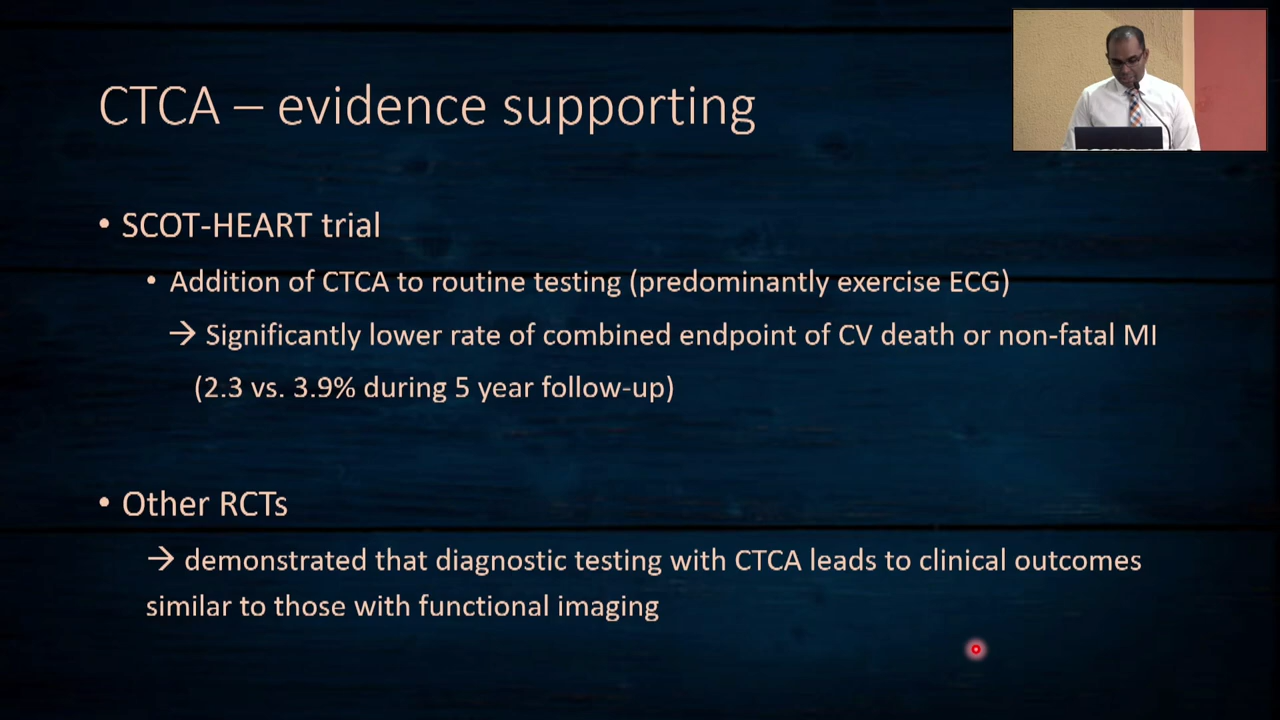 CTCA – evidence supporting
• SCOT-HEART trial
• Addition of CTCA to routine testing (predominantly exercise ECG)
→ Significantly lower rate of combined endpoint of CV death or non-fatal MI
(2.3 vs. 3.9% during 5 year follow-up)
• Other RCTs
→ demonstrated that diagnostic testing with CTCA leads to clinical outcomes
similar to those with functional imaging